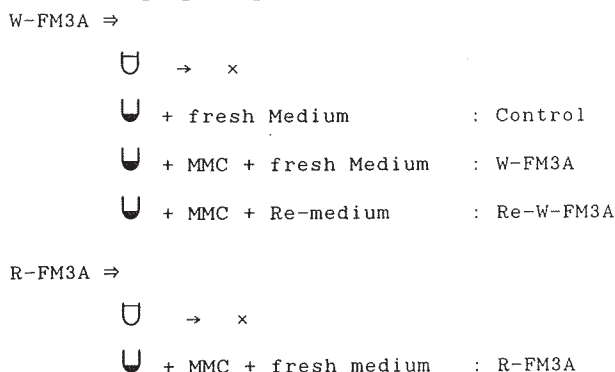 W-FM3A ⇒
→ ×
+ fresh Medium : Control
+ MMC + fresh Medium : W-FM3A
+ MMC + Re-medium : Re-W-FM3A
R-FM3A ⇒
→ ×
+ MMC + fresh medium : R-FM3A